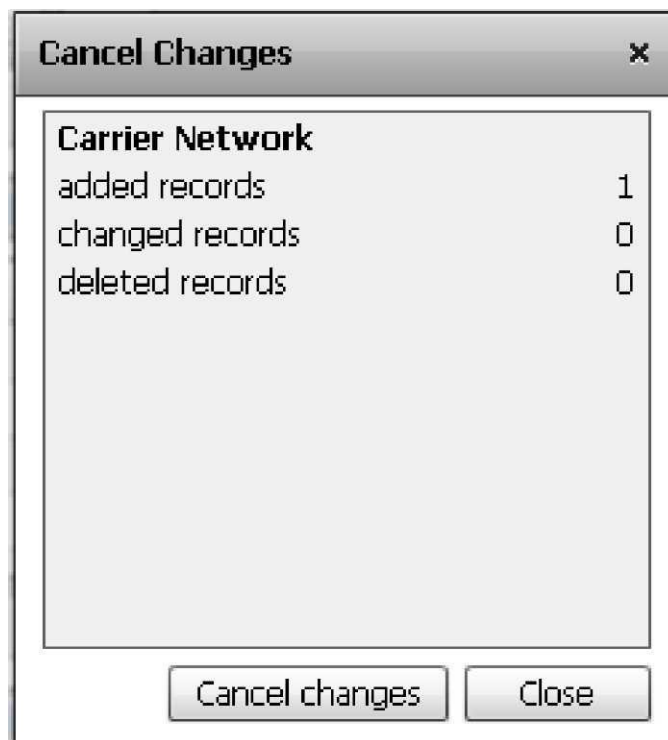 Cancel Changes ×
Carrier Network
added records 1
changed records 0
deleted records 0
Cancel changes Close